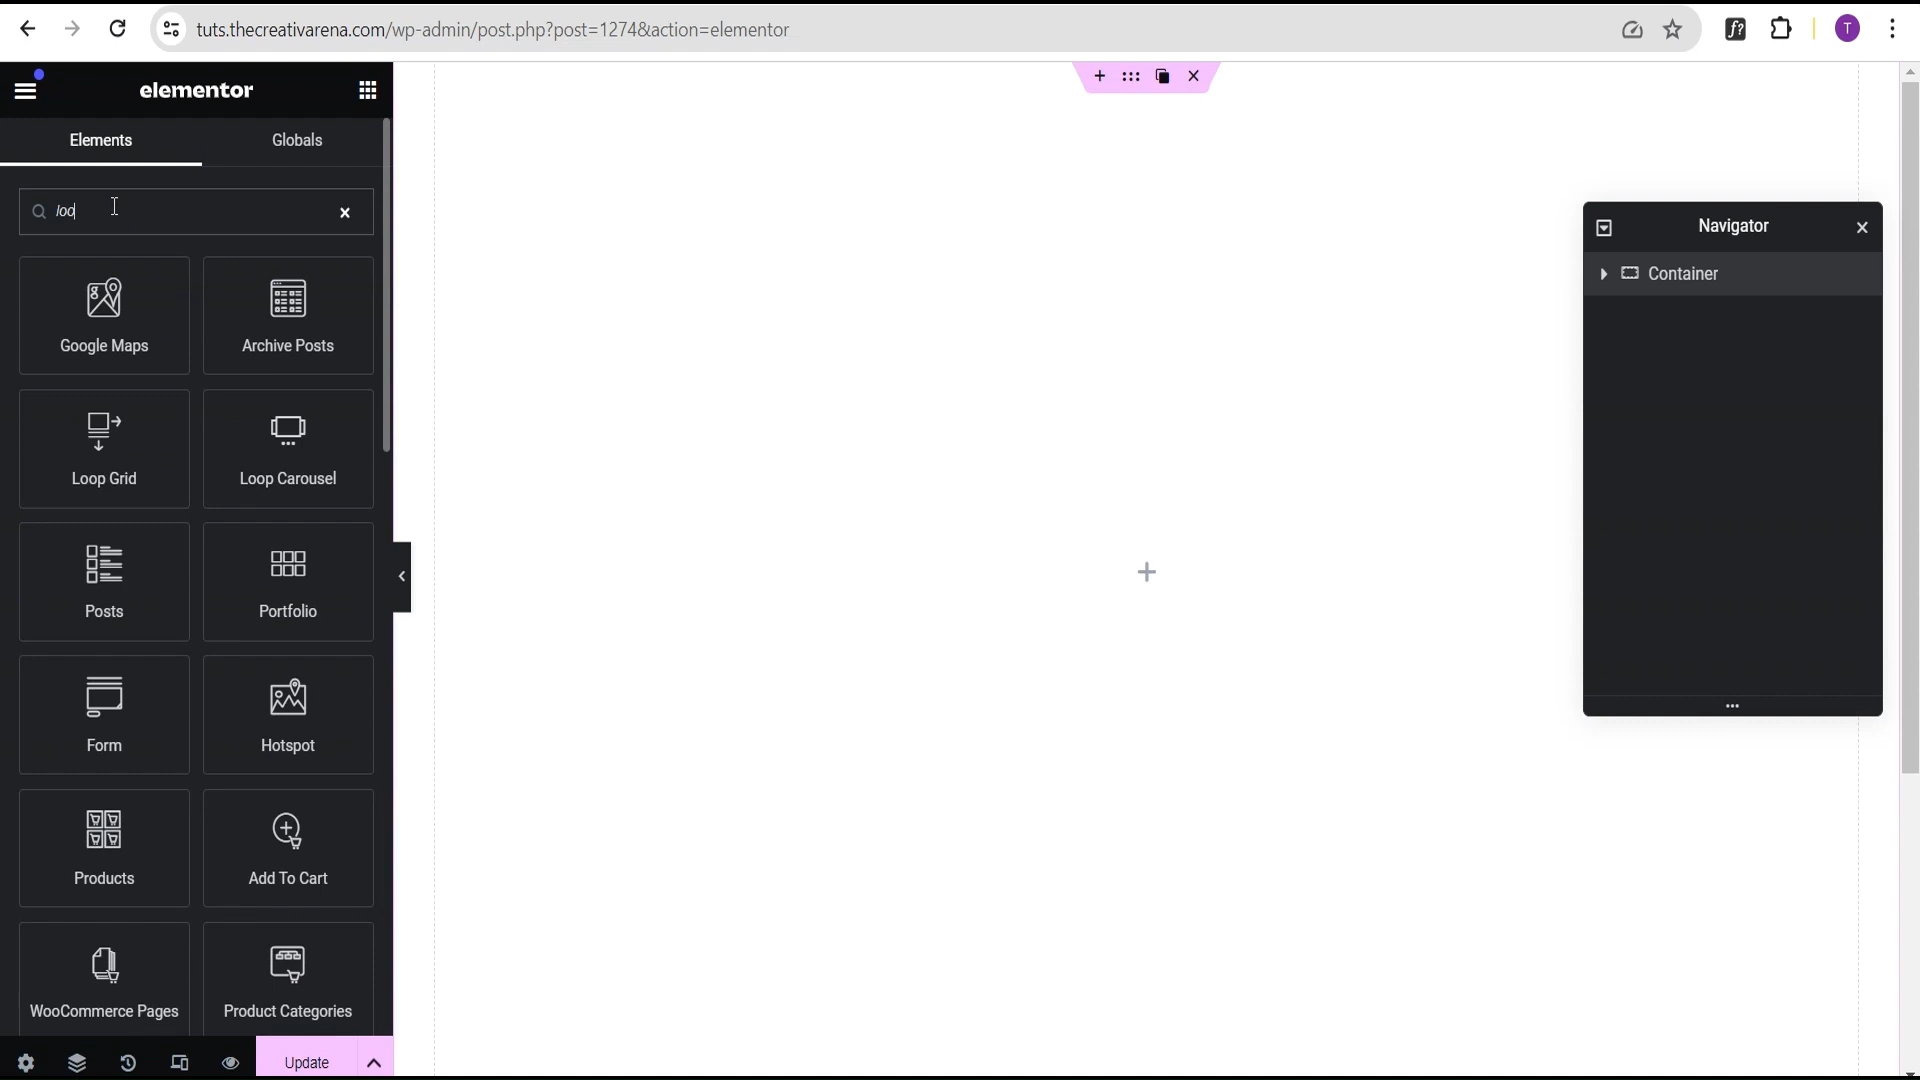 tuts.thecreativarena.com/wp-admin/post.php?post=1274&action=elementor
f?
T
elementor
Elements
Globals
loo
Google Maps
Archive Posts
Loop Grid
Loop Carousel
Posts
Portfolio
Form
Hotspot
Products
Add To Cart
WooCommerce Pages
Product Categories
Update
Navigator
Container